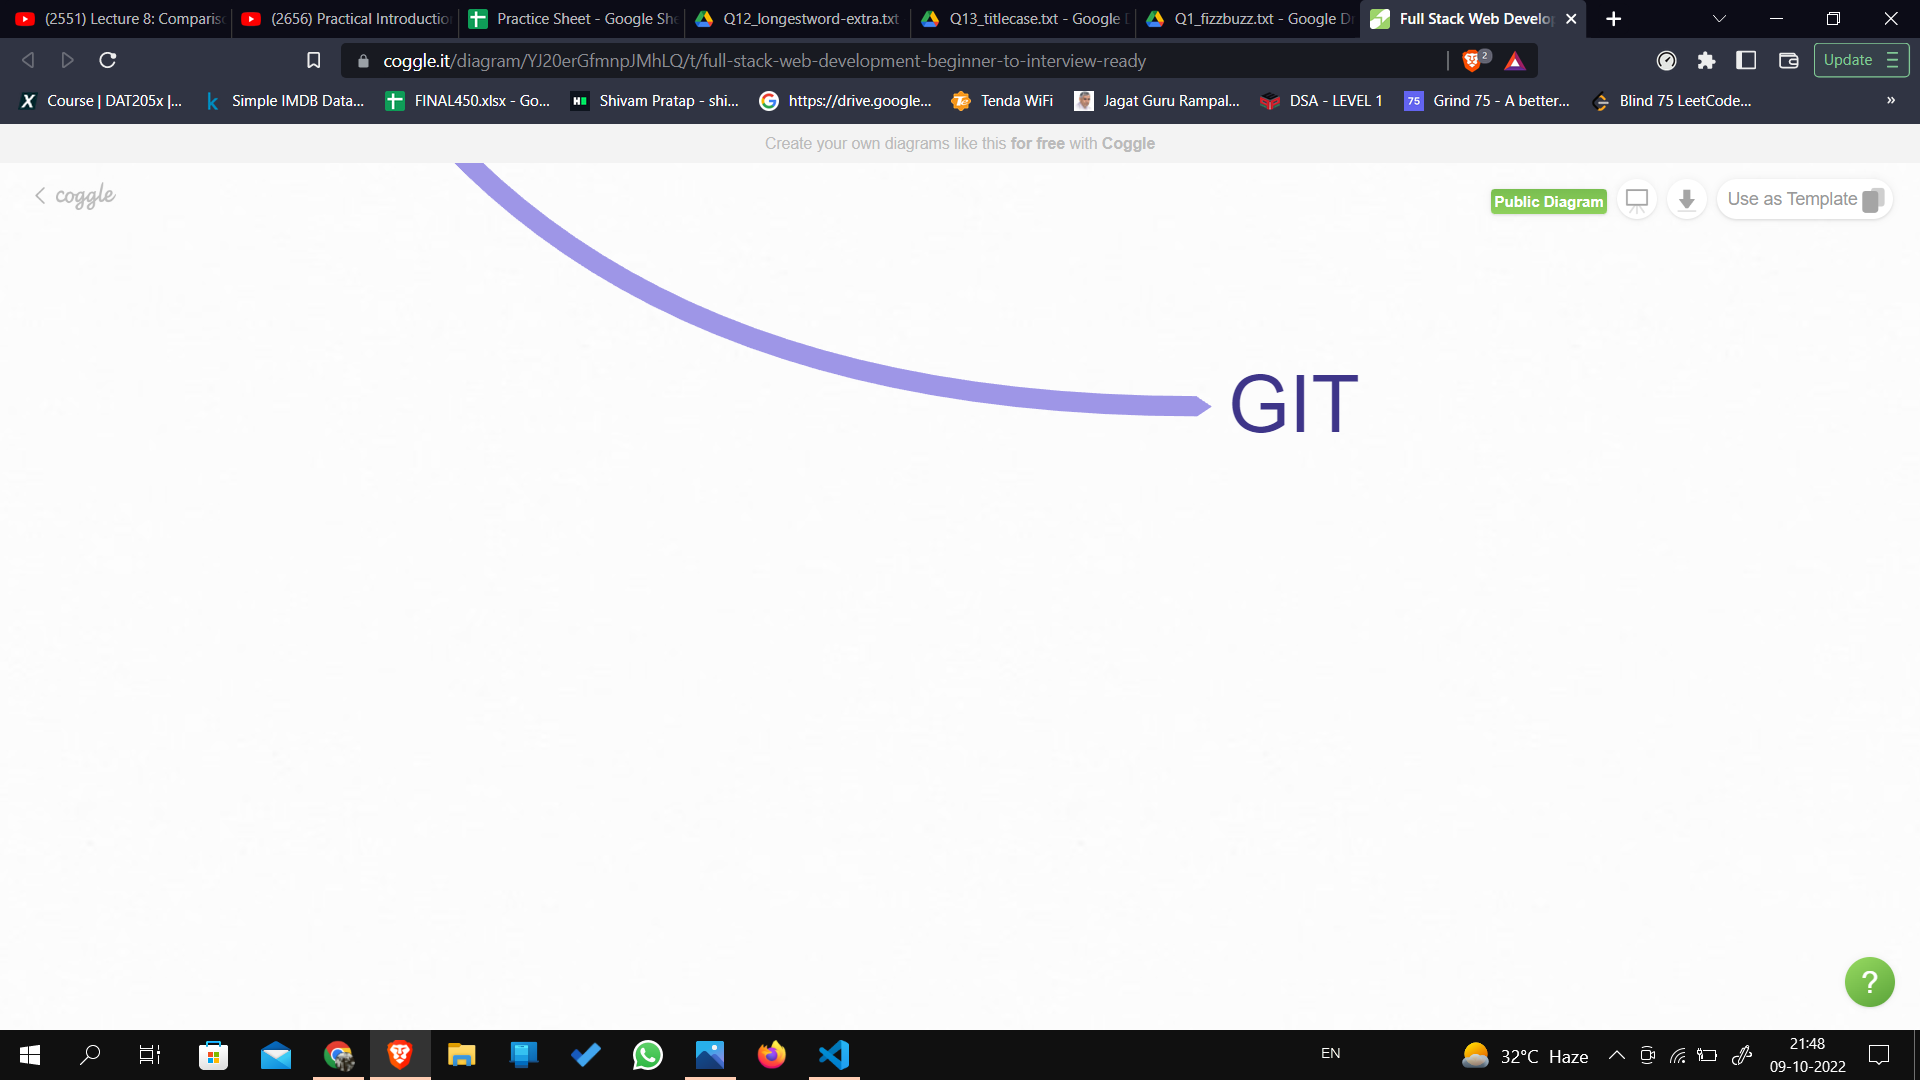 (2551) Lecture 8: Comparis
(2656) Practical Introductio
Practice Sheet - Google She
Q12_longestword-extra.txt
Q13_titlecase.txt - Google D
Q1_fizzbuzz.txt - Google Dr
Full Stack Web Develop
coggle.it/diagram/YJ20erGfmnpJMhLQ/t/full-stack-web-development-beginner-to-interview-ready
2
Update
X Course | DAT205x |...
k Simple IMDB Data...
FINAL450.xlsx - Go...
Shivam Pratap - shi...
https://drive.google...
Tenda WiFi
Jagat Guru Rampal...
DSA - LEVEL 1
75 Grind 75 - A better...
Blind 75 LeetCode...
»
Create your own diagrams like this for free with Coggle
coggle
Public Diagram
Use as Template
GIT
?
EN
32°C Haze
21:48
09-10-2022